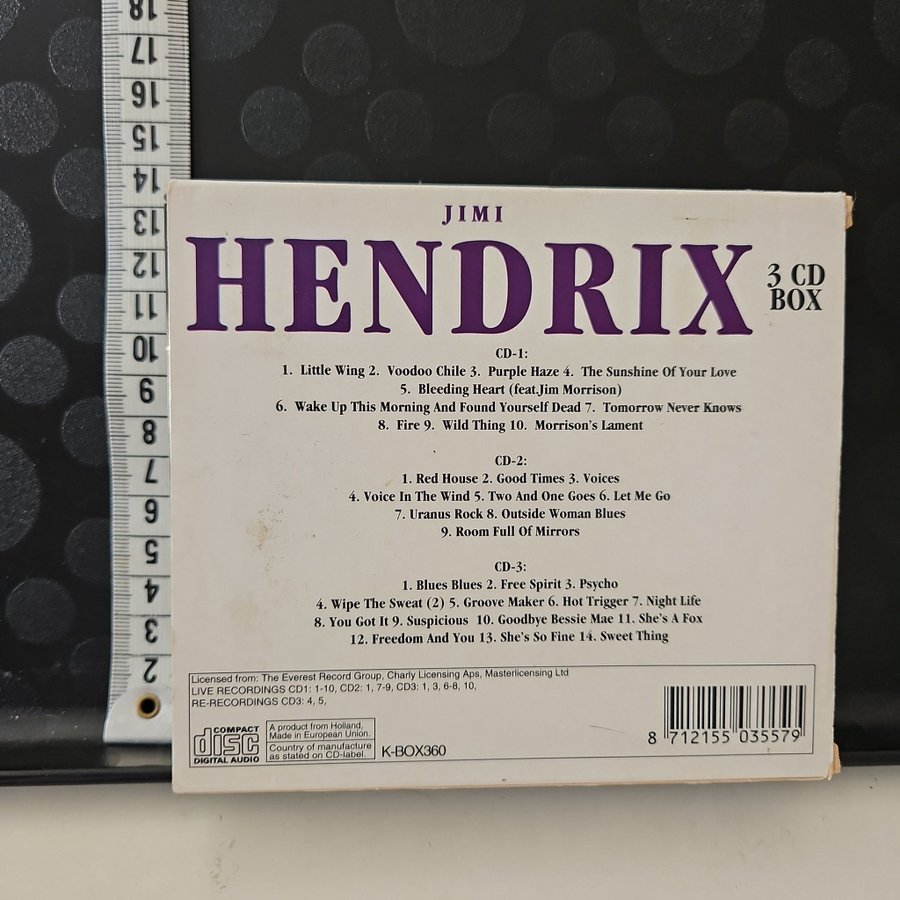 18
17
16
15
14
13
12
11
10
9
8
7
6
5
4
3
2
JIMI
HENDRIX
3 CD
BOX
CD-1:
1. Little Wing 2. Voodoo Chile 3. Purple Haze 4. The Sunshine Of Your Love
5. Bleeding Heart (feat.Jim Morrison)
6. Wake Up This Morning And Found Yourself Dead 7. Tomorrow Never Knows
8. Fire 9. Wild Thing 10. Morrison's Lament
CD-2:
1. Red House 2. Good Times 3. Voices
4. Voice In The Wind 5. Two And One Goes 6. Let Me Go
7. Uranus Rock 8. Outside Woman Blues
9. Room Full Of Mirrors
CD-3:
1. Blues Blues 2. Free Spirit 3. Psycho
4. Wipe The Sweat (2) 5. Groove Maker 6. Hot Trigger 7. Night Life
8. You Got It 9. Suspicious 10. Goodbye Bessie Mae 11. She's A Fox
12. Freedom And You 13. She's So Fine 14. Sweet Thing
Licensed from: The Everest Record Group, Charly Licensing Aps, Masterlicensing Ltd
LIVE RECORDINGS CD1: 1-10, CD2: 1, 7-9, CD3: 1, 3, 6-8, 10,
RE-RECORDINGS CD3: 4, 5,
COMPACT
disc
DIGITAL AUDIO
A product from Holland,
Made in European Union.
Country of manufacture
as stated on CD-label.
K-BOX360
8 712155 035579